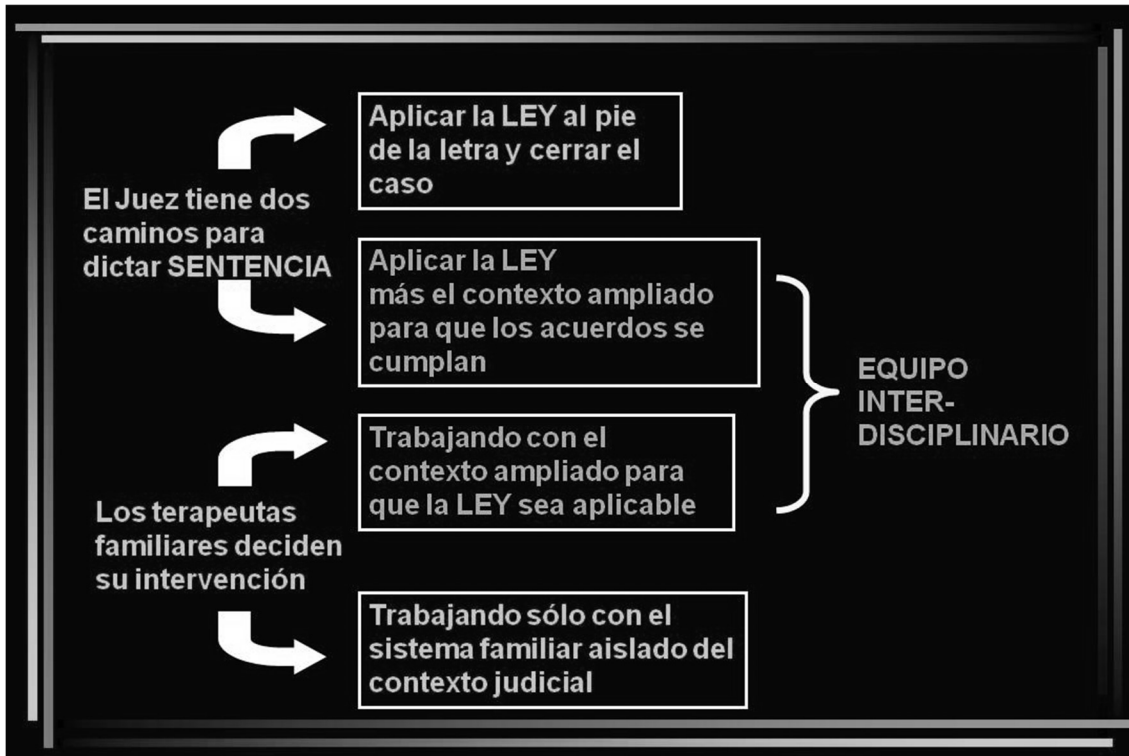 Aplicar la LEY al pie
de la letra y cerrar el
caso
El Juez tiene dos
caminos para
dictar SENTENCIA
Aplicar la LEY
más el contexto ampliado
para que los acuerdos se
cumplan
EQUIPO
INTER-
DISCIPLINARIO
Trabajando con el
contexto ampliado para
que la LEY sea aplicable
Los terapeutas
familiares deciden
su intervención
Trabajando sólo con el
sistema familiar aislado del
contexto judicial